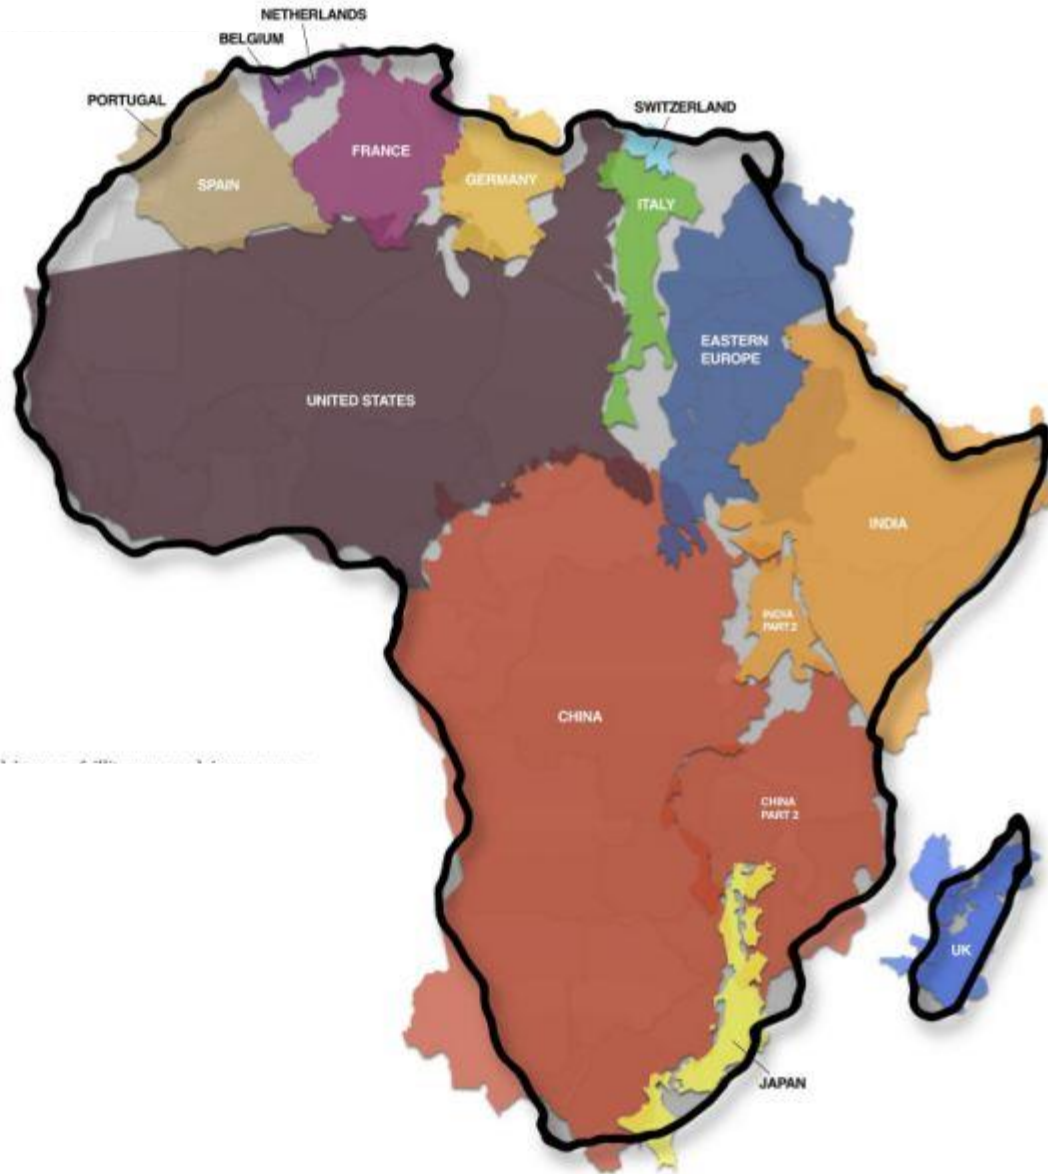 NETHERLANDS
BELGIUM
PORTUGAL
SWITZERLAND
FRANCE
GERMANY
SPAIN
ITALY
EASTERN
EUROPE
UNITED STATES
INDIA
INDIA
PART 2
CHINA
CHINA
PART 2
UK
JAPAN